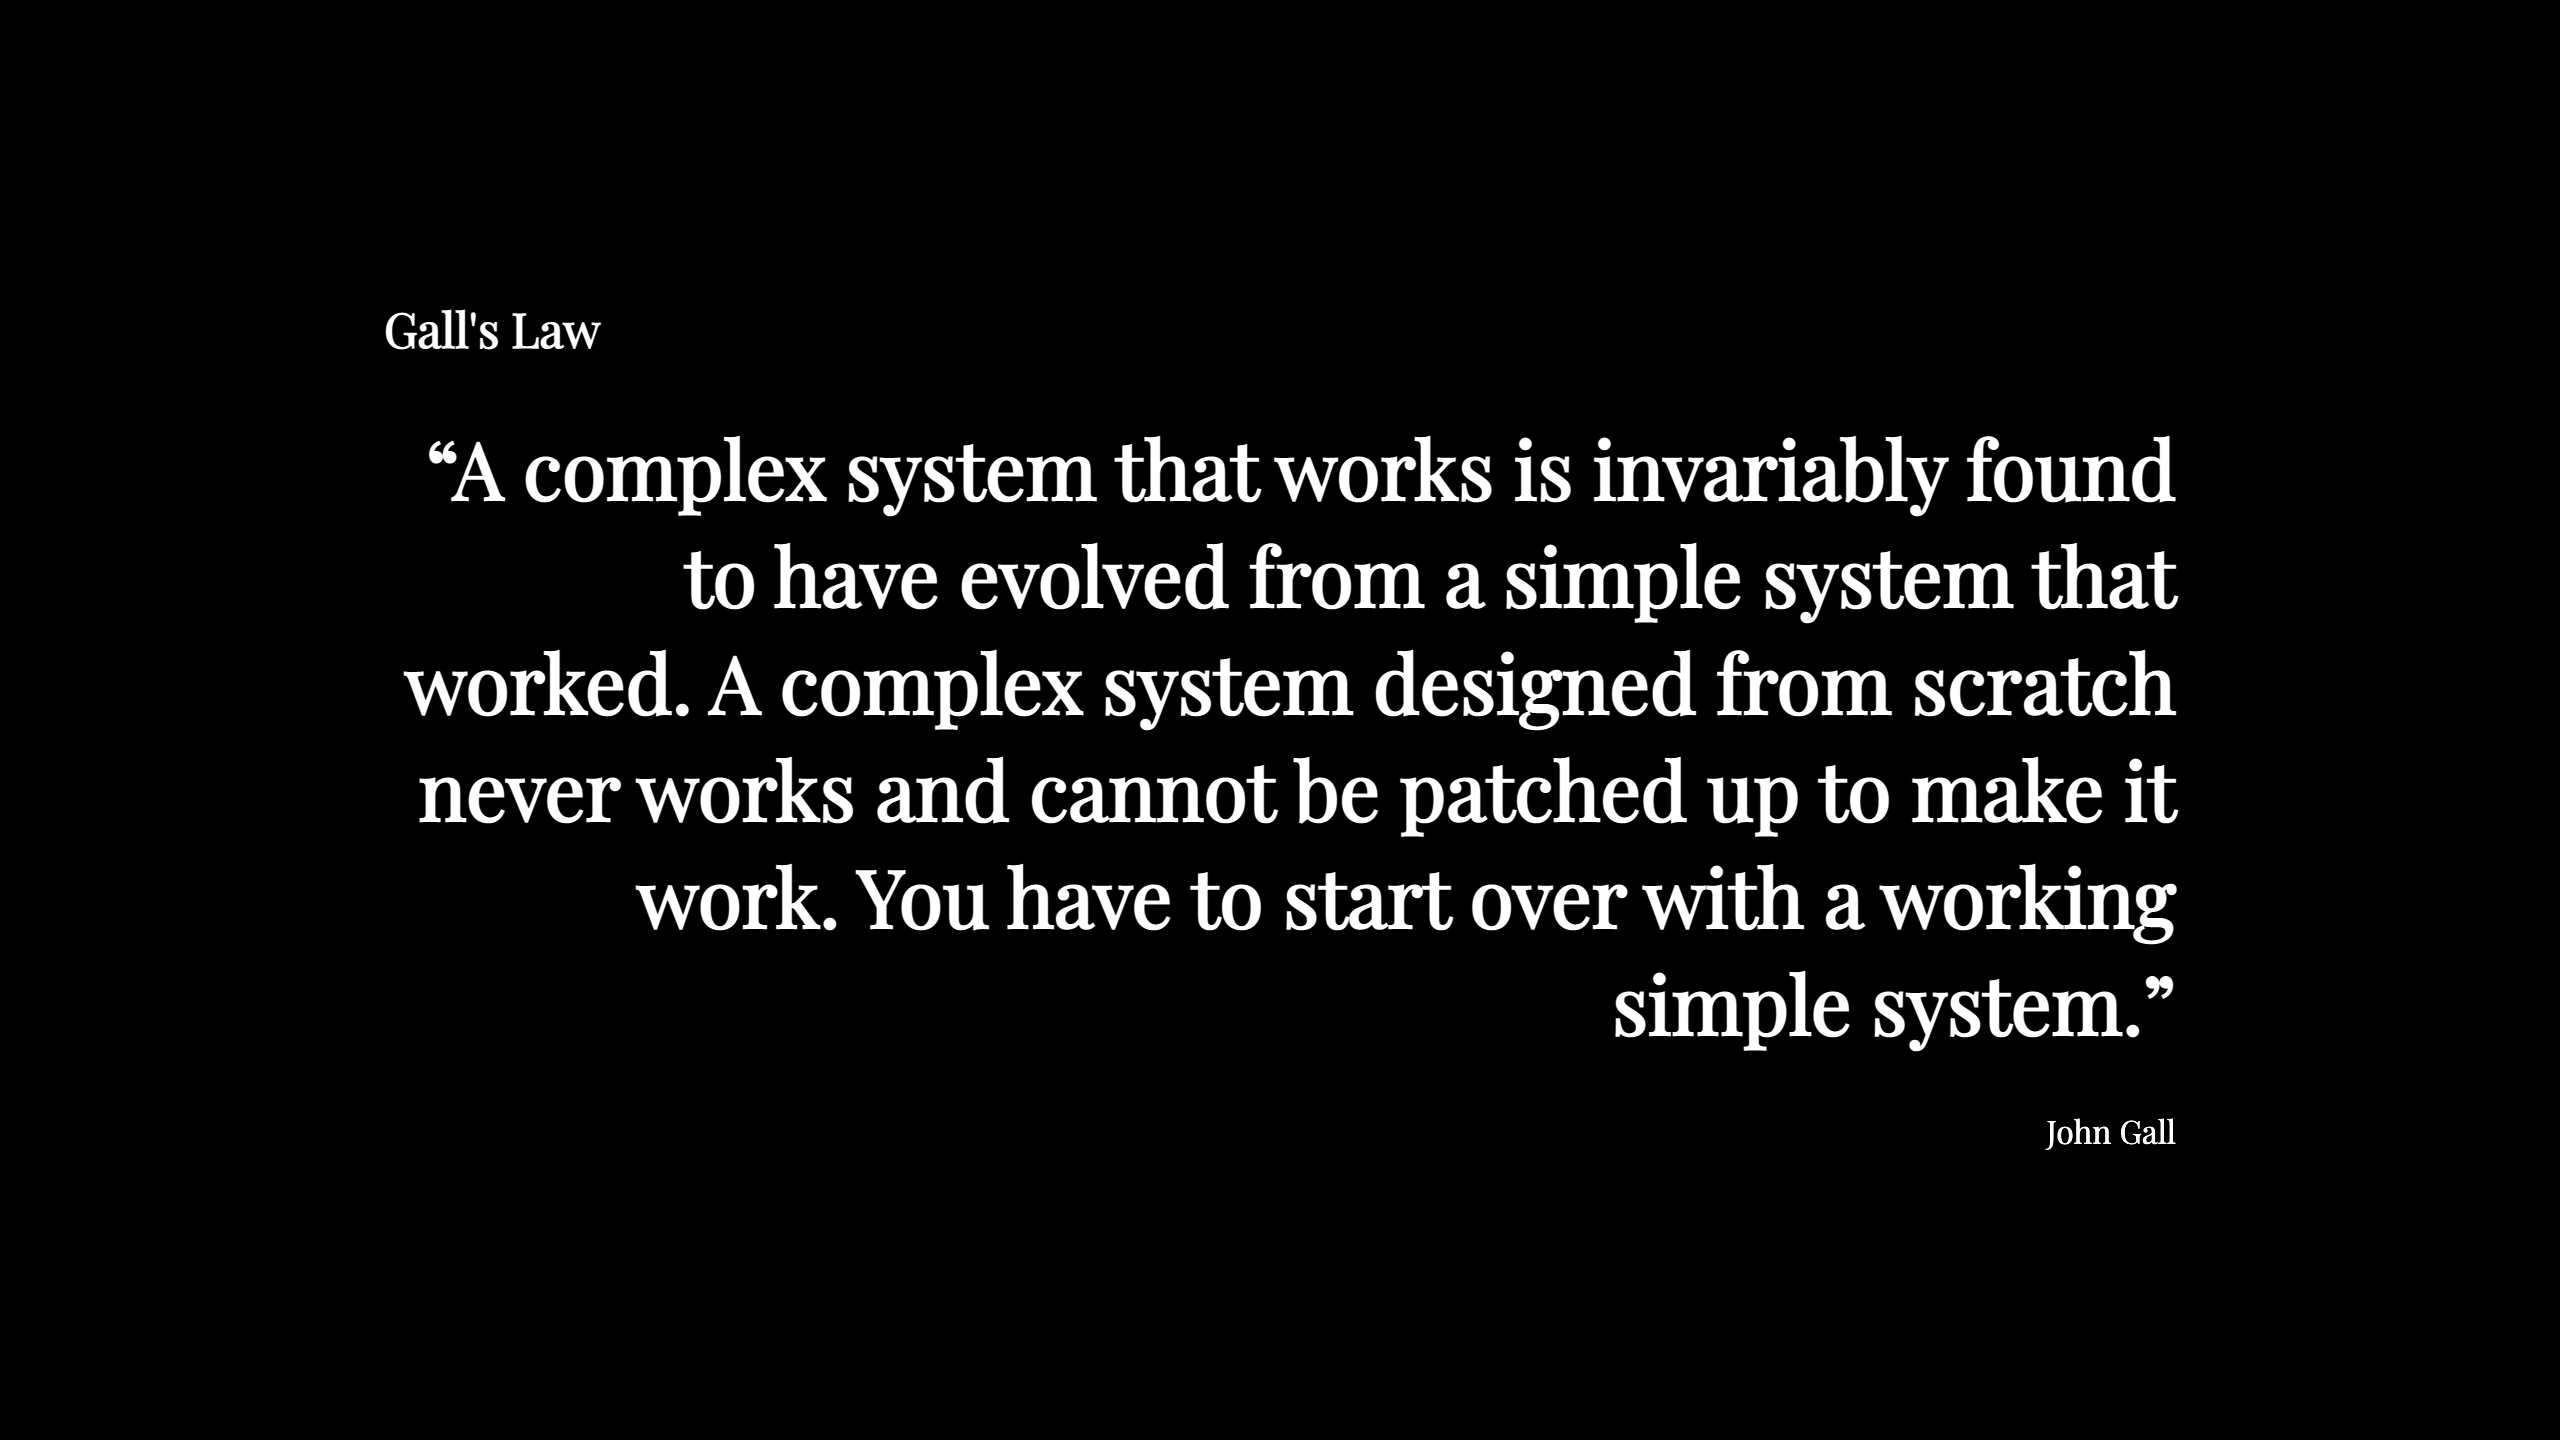 Gall's Law
“A complex system that works is invariably found
to have evolved from a simple system that
worked. A complex system designed from scratch
never works and cannot be patched up to make it
work. You have to start over with a working
simple system.”
John Gall